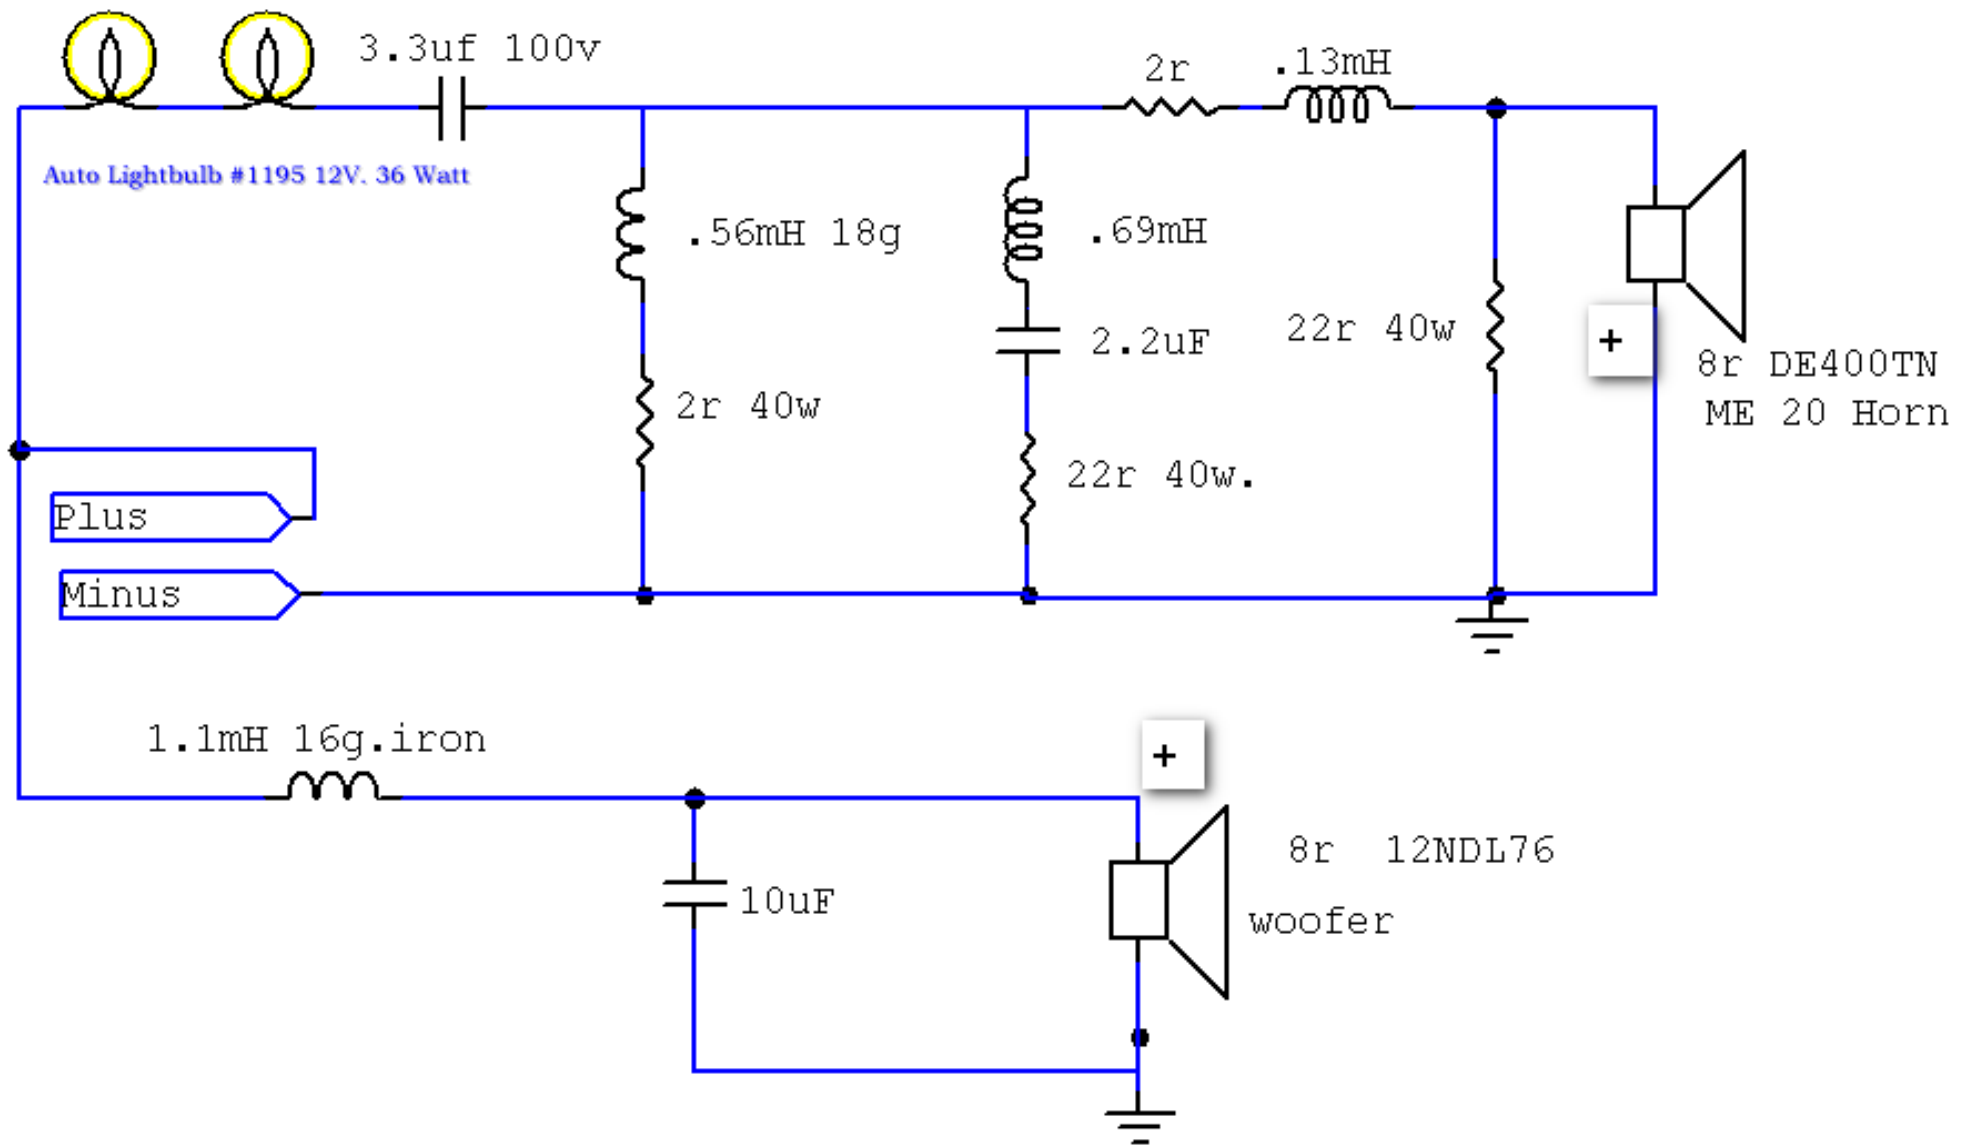 3.3uf 100v
2r
.13mH
Auto Lightbulb #1195 12V. 36 Watt
.56mH 18g
.69mH
22r 40w
2.2uF
+
8r DE400TN
ME 20 Horn
2r 40w
22r 40w.
Plus
Minus
1.1mH 16g.iron
+
8r 12NDL76
10uF
woofer